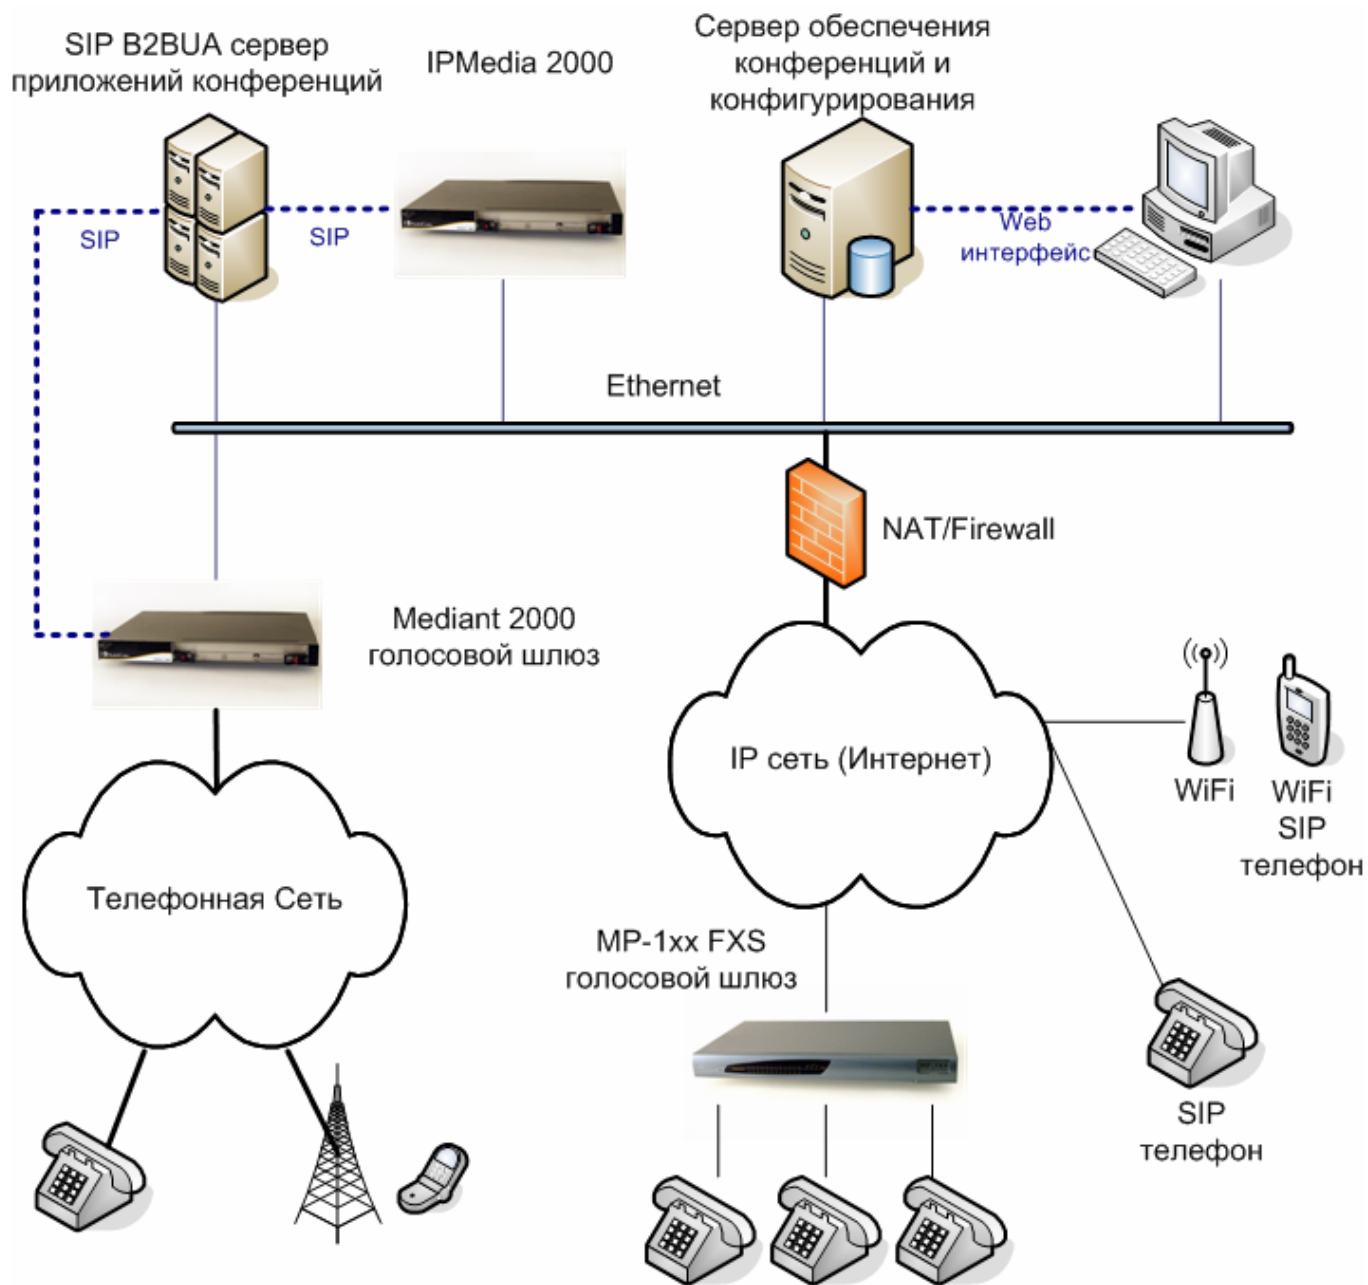 SIP B2BUA сервер
приложений конференций
IPMedia 2000
Сервер обеспечения
конференций и
конфигурирования
SIP
SIP
Web
интерфейс
Ethernet
NAT/Firewall
Mediant 2000
голосовой шлюз
IP сеть (Интернет)
WiFi
WiFi
SIP
телефон
Телефонная Сеть
MP-1xx FXS
голосовой шлюз
SIP
телефон